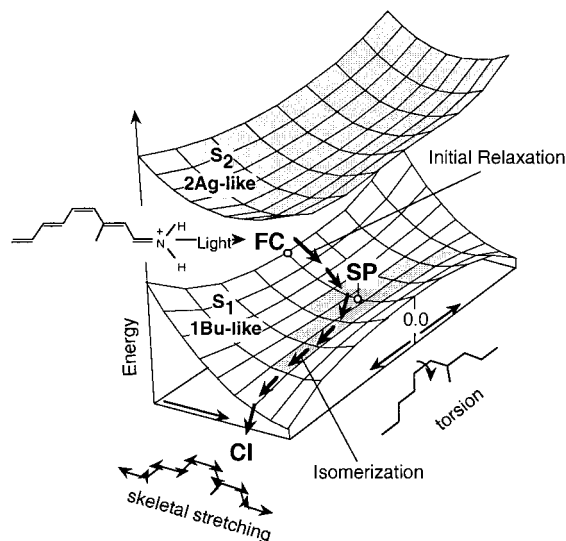 S2
2Ag-like
Initial Relaxation
H
N
+
H
Light
FC
SP
S1
1Bu-like
0.0
Energy
torsion
CI
Isomerization
skeletal stretching